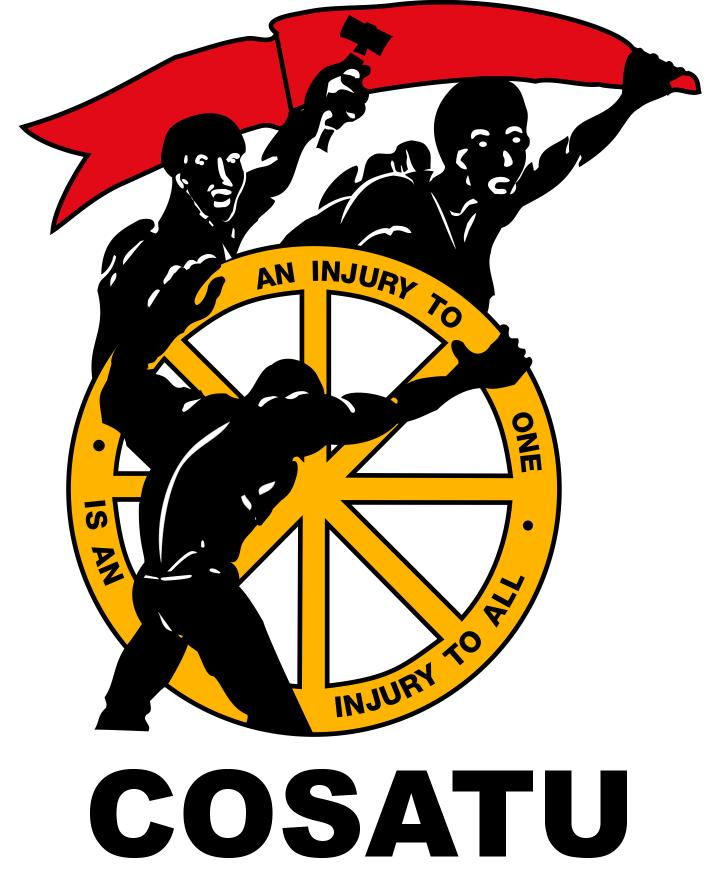 AN INJURY TO
ONE •
IS AN
INJURY TO ALL •
COSATU